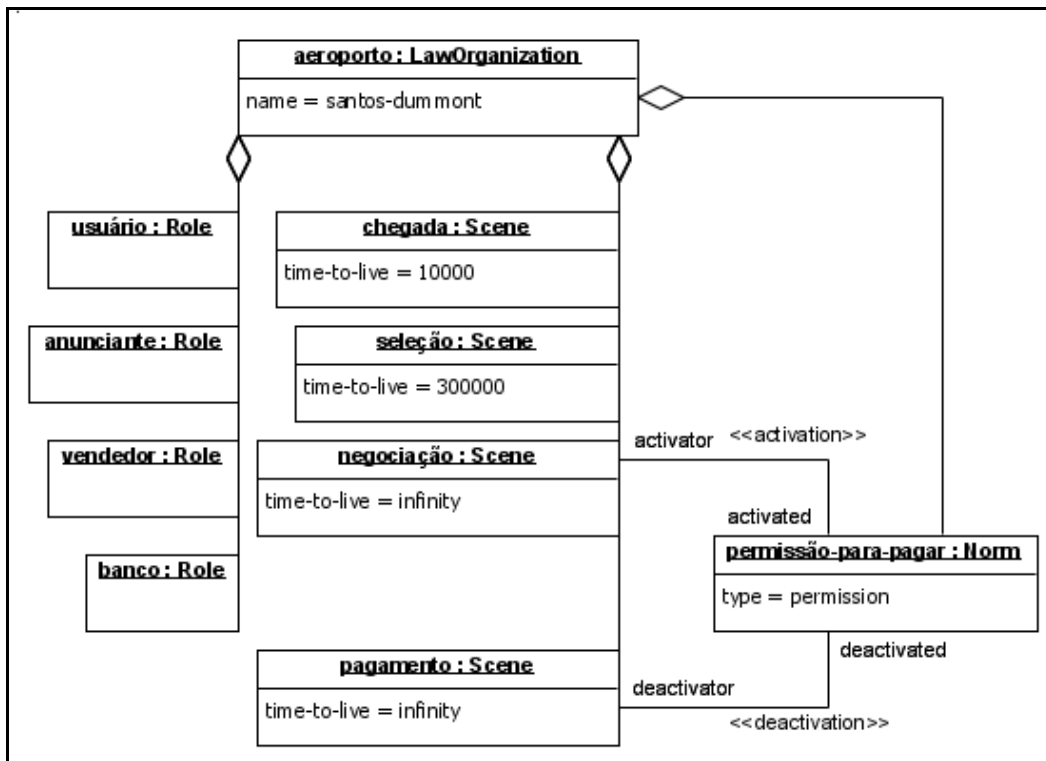 aeroporto : LawOrganization
name = santos-dummont
usuário : Role
chegada : Scene
time-to-live = 10000
anunciante : Role
seleção : Scene
time-to-live = 300000
activator <<activation>>
vendedor : Role
negociação : Scene
time-to-live = infinity
activated
permissão-para-pagar : Norm
type = permission
banco : Role
deactivated
pagamento : Scene
time-to-live = infinity
deactivator
<<deactivation>>